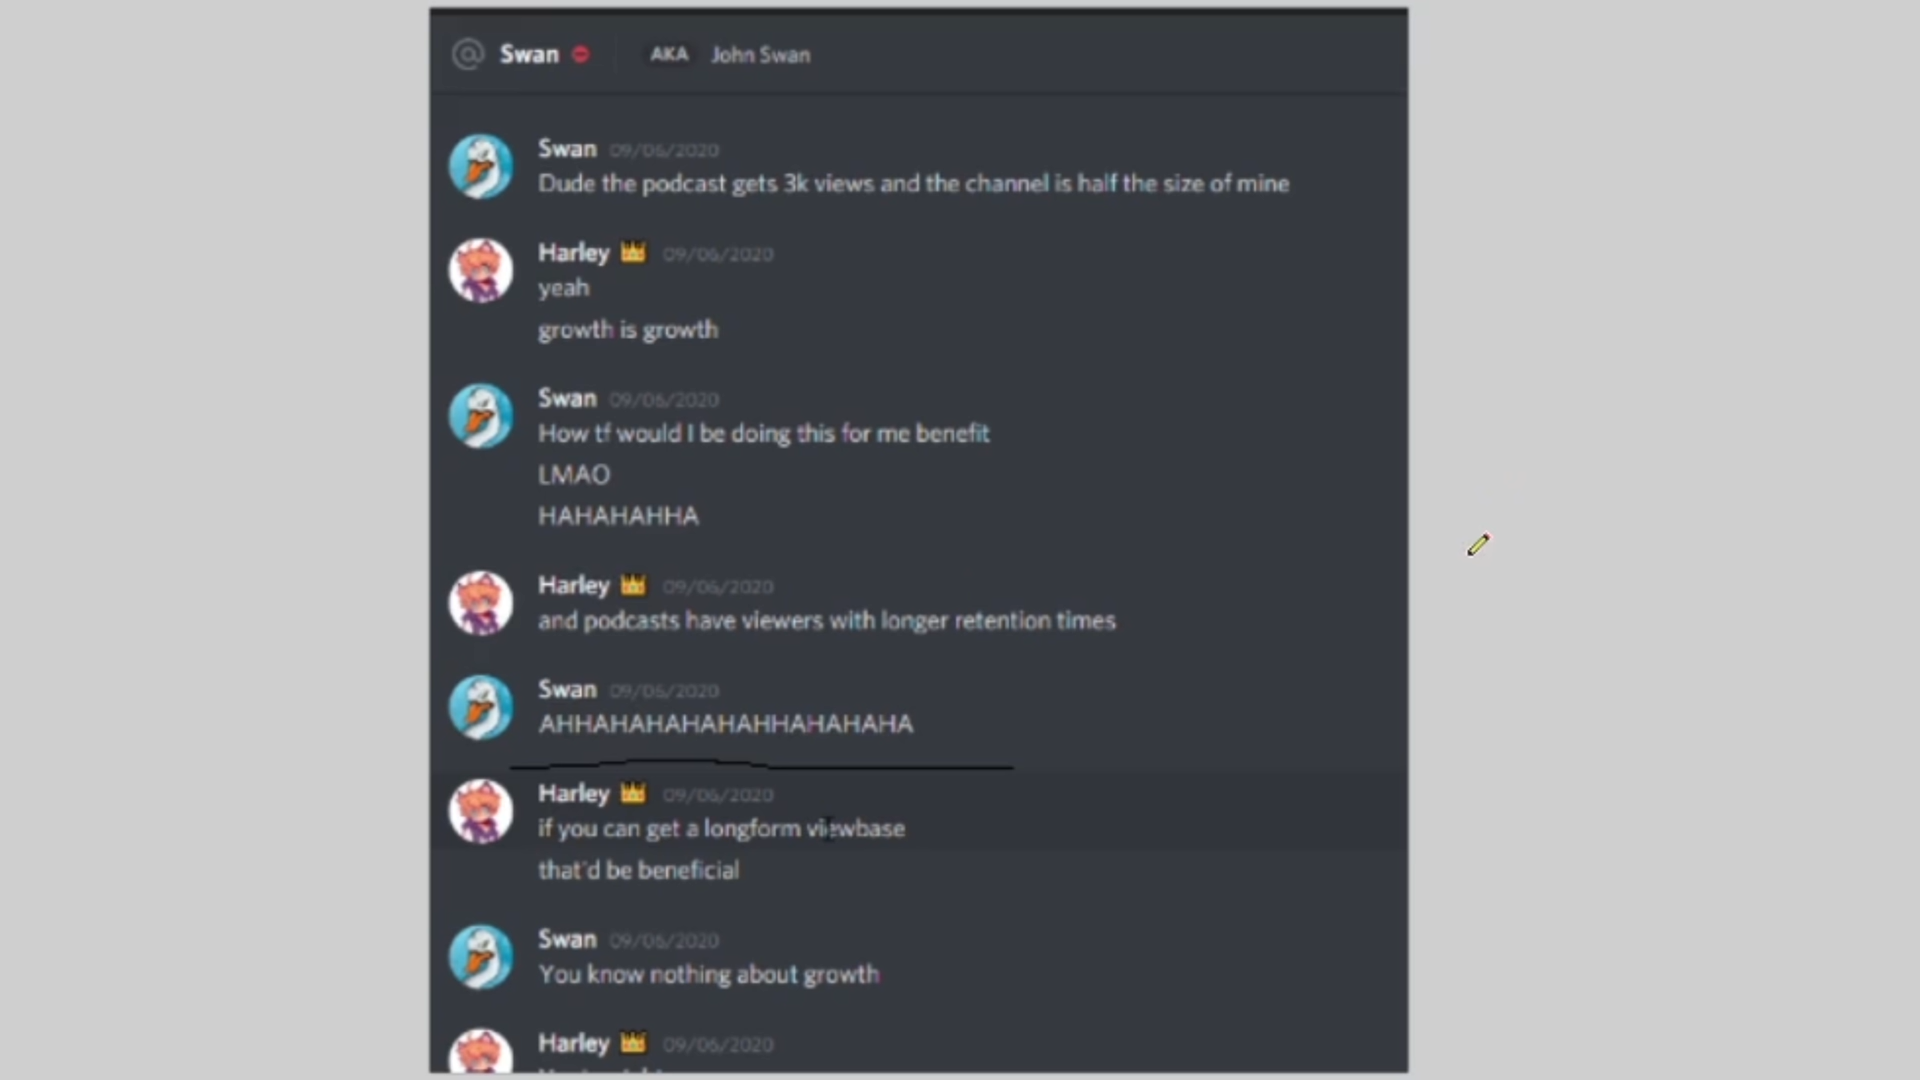 @ Swan AKA John Swan
Swan 09/06/2020
Dude the podcast gets 3k views and the channel is half the size of mine
Harley 09/06/2020
yeah
growth is growth
Swan 09/06/2020
How tf would I be doing this for me benefit
LMAO
HAHAHAHHA
Harley 09/06/2020
and podcasts have viewers with longer retention times
Swan 09/06/2020
AHHAHAHAHAHAHHAHAHAHA
Harley 09/06/2020
if you can get a longform viewbase
that'd be beneficial
Swan 09/06/2020
You know nothing about growth
Harley 09/06/2020